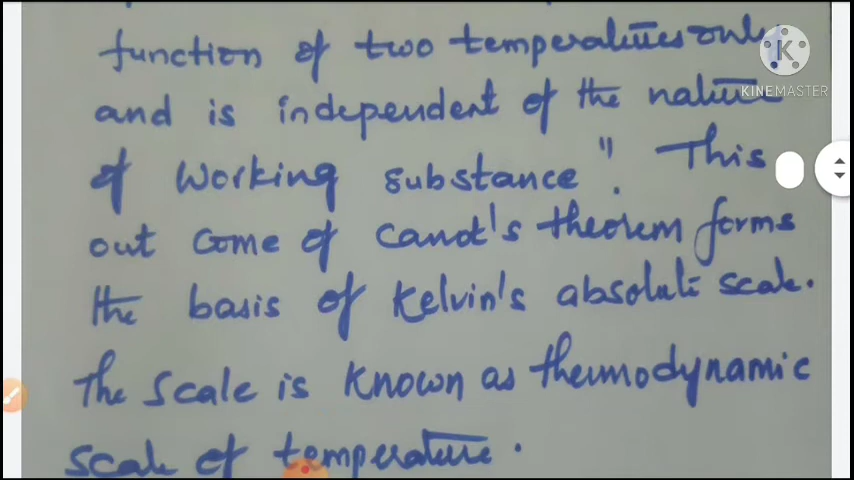 function of two temperatures only
and is independent of the nature
of working substance". This
out come of Carnot's theorem forms
the basis of Kelvin's absolute scale.
The scale is known as thermodynamic
scale of temperature.
K
KINEMASTER